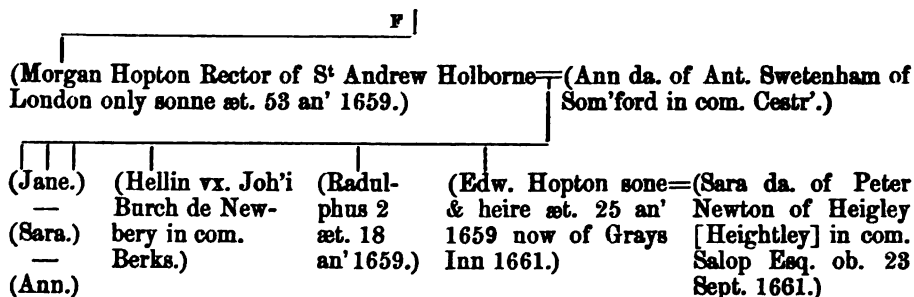 F
(Morgan Hopton Rector of St Andrew Holborne=(Ann da. of Ant. Swetenham of
London only sonne æt. 53 an' 1659.) Som'ford in com. Cestr'.)
(Jane.)
—
(Sara.)
—
(Ann.)
(Hellin vx. Joh'i
Burch de New-
bery in com.
Berks.)
(Radul-
phus 2
æt. 18
an' 1659.)
(Edw. Hopton sone=(Sara da. of Peter
& heire æt. 25 an' Newton of Heigley
1659 now of Grays [Heightley] in com.
Inn 1661.) Salop Esq. ob. 23
Sept. 1661.)